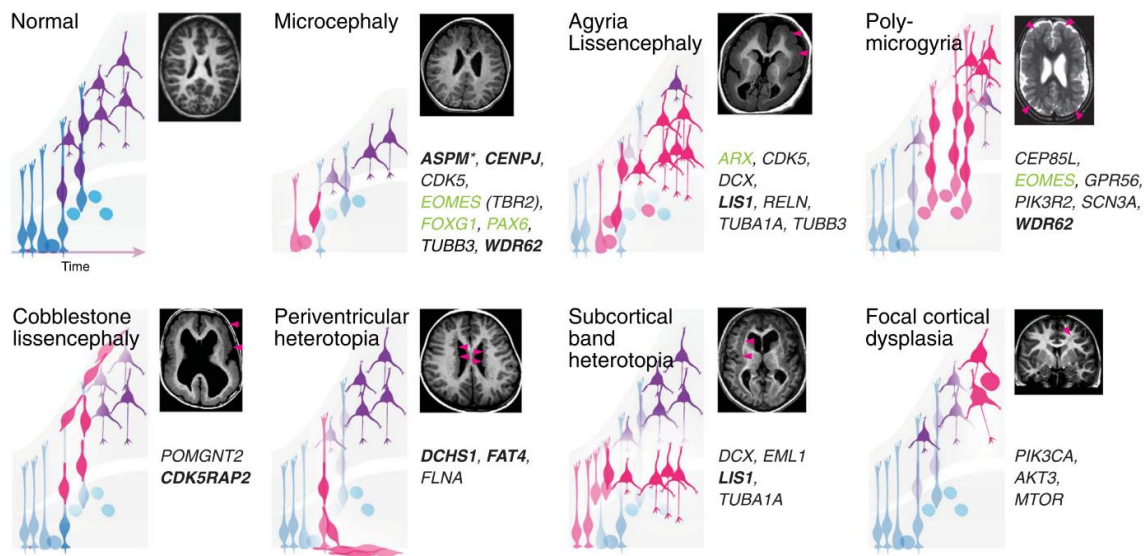 Normal
Time
Microcephaly
ASPM*, CENPJ,
CDK5,
EOMES (TBR2),
FOXG1, PAX6,
TUBB3, WDR62
Agyria
Lissencephaly
ARX, CDK5,
DCX,
LIS1, RELN,
TUBA1A, TUBB3
Poly-
microgyria
CEP85L,
EOMES, GPR56,
PIK3R2, SCN3A,
WDR62
Cobblestone
lissencephaly
POMGNT2
CDK5RAP2
Periventricular
heterotopia
DCHS1, FAT4,
FLNA
Subcortical
band
heterotopia
DCX, EML1
LIS1,
TUBA1A
Focal cortical
dysplasia
PIK3CA,
AKT3,
MTOR